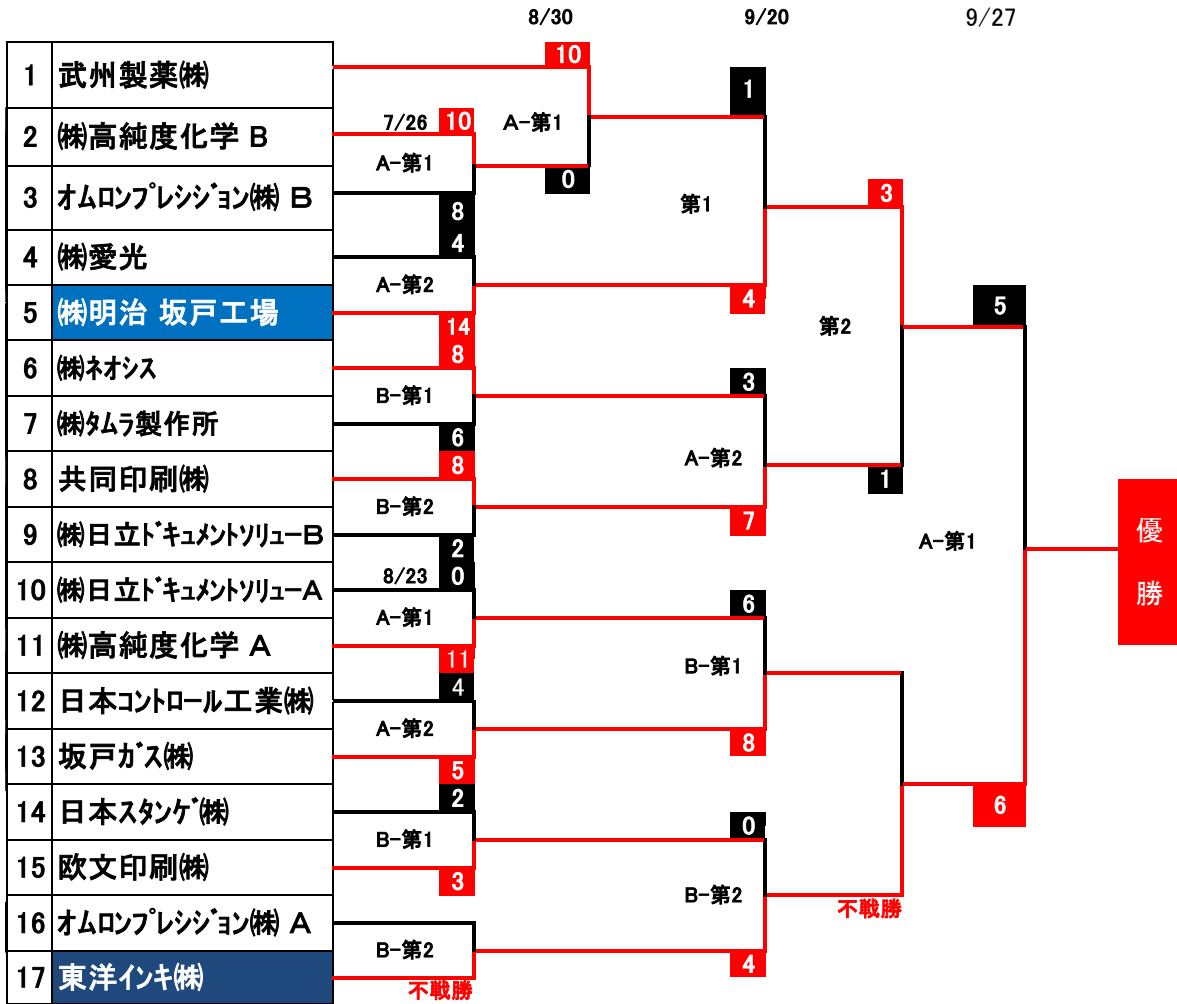 8/30 9/20 9/27
10
1 武州製薬㈱
1
7/26 10 A-第1
2 ㈱高純度化学 B
A-第1
0
3 オムロンプレシジョン㈱ B
8
第1
3
4
4 ㈱愛光
A-第2
5 ㈱明治 坂戸工場
4
5
14
第2
8
6 ㈱ネオシス
3
B-第1
7 ㈱タムラ製作所
6
8
A-第2
8 共同印刷㈱
1
B-第2
7
9 ㈱日立ドキュメントソリューB
2
A-第1
優勝
8/23 0
10 ㈱日立ドキュメントソリューA
6
A-第1
11 ㈱高純度化学 A
11
B-第1
4
12 日本コントロール工業㈱
A-第2
8
13 坂戸ガス㈱
5
2
6
14 日本スタンゲ㈱
0
B-第1
15 欧文印刷㈱
3
B-第2
不戦勝
16 オムロンプレシジョン㈱ A
B-第2
4
17 東洋インキ㈱
不戦勝